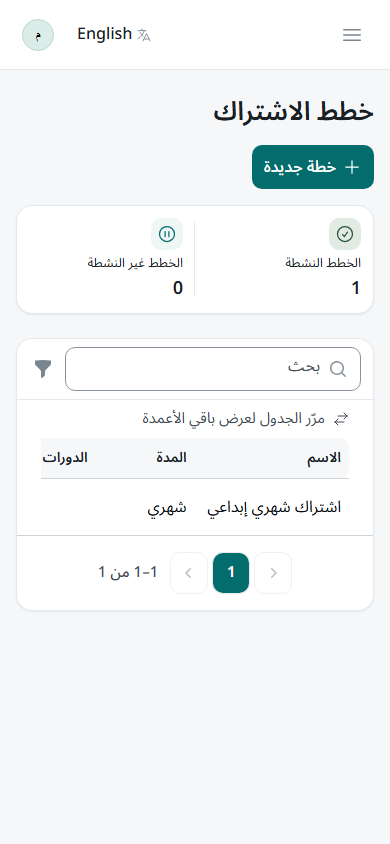 English
م
خطط الاشتراك
خطة جديدة
الخطط النشطة
1
الخطط غير النشطة
0
بحث
مرّر الجدول لعرض باقي الأعمدة
الاسم المدة الدورات
اشتراك شهري إبداعي شهري
1
1–1 من 1